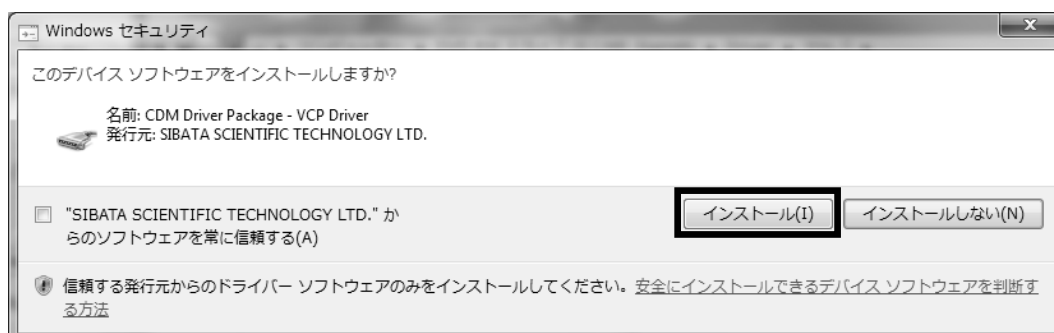 Windows セキュリティ
このデバイス ソフトウェアをインストールしますか?
名前: CDM Driver Package - VCP Driver
発行元: SIBATA SCIENTIFIC TECHNOLOGY LTD.
"SIBATA SCIENTIFIC TECHNOLOGY LTD." か
らのソフトウェアを常に信頼する(A)
インストール(I)
インストールしない(N)
信頼する発行元からのドライバー ソフトウェアのみをインストールしてください。安全にインストールできるデバイス ソフトウェアを判断す
る方法